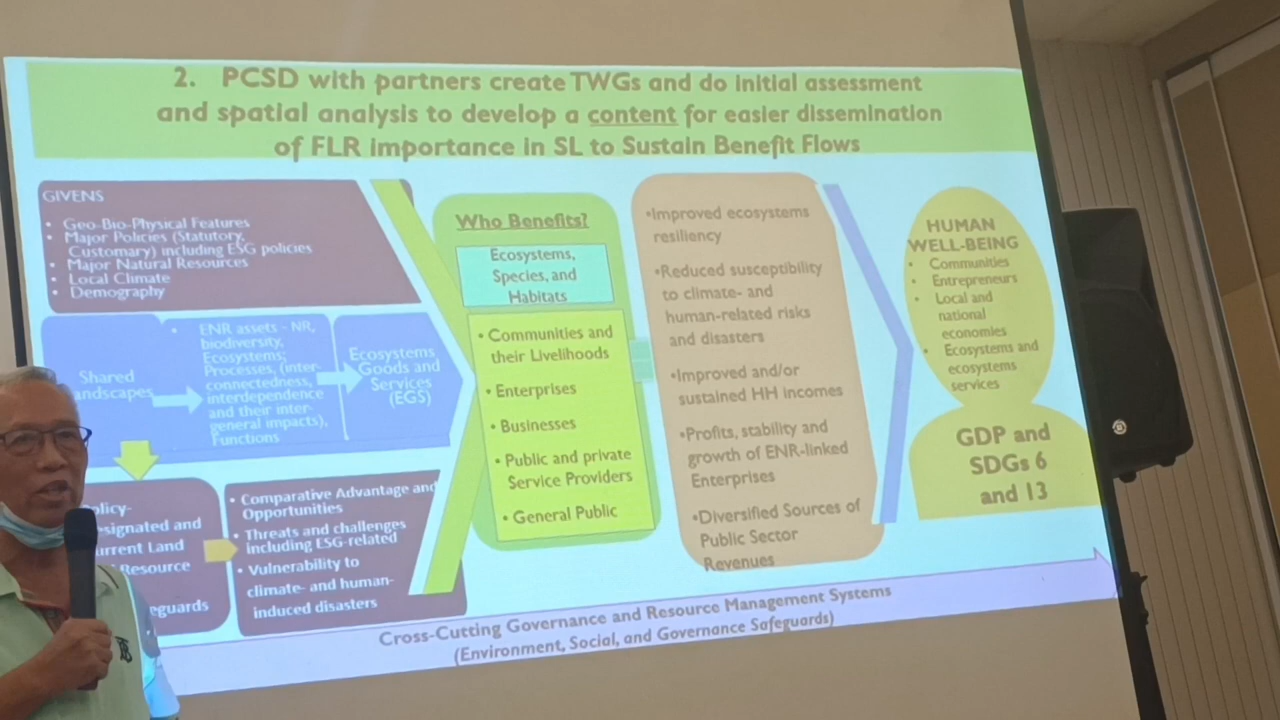 2. PCSD with partners create TWGs and do initial assessment
and spatial analysis to develop a content for easier dissemination
of FLR importance in SL to Sustain Benefit Flows
GIVENS
• Geo-Bio-Physical Features
• Major Policies (Statutory,
Customary) including ESG policies
• Major Natural Resources
• Local Climate
• Demography
Shared
andscapes
• ENR assets - NR,
biodiversity,
Ecosystems;
Processes, (inter-
connectedness,
interdependence
and their inter-
general impacts),
Functions
Ecosystems
Goods and
Services
(EGS)
olicy-
esignated and
urrent Land
Resource
eguards
• Comparative Advantage and
Opportunities
• Threats and challenges
including ESG-related
• Vulnerability to
climate- and human-
induced disasters
Who Benefits?
Ecosystems,
Species, and
Habitats
• Communities and
their Livelihoods
• Enterprises
• Businesses
• Public and private
Service Providers
• General Public
•Improved ecosystems
resiliency
•Reduced susceptibility
to climate- and
human-related risks
and disasters
•Improved and/or
sustained HH incomes
•Profits, stability and
growth of ENR-linked
Enterprises
•Diversified Sources of
Public Sector
Revenues
HUMAN
WELL-BEING
• Communities
• Entrepreneurs
• Local and
national
economies
• Ecosystems and
ecosystems
services
GDP and
SDGs 6
and 13
Cross-Cutting Governance and Resource Management Systems
(Environment, Social, and Governance Safeguards)